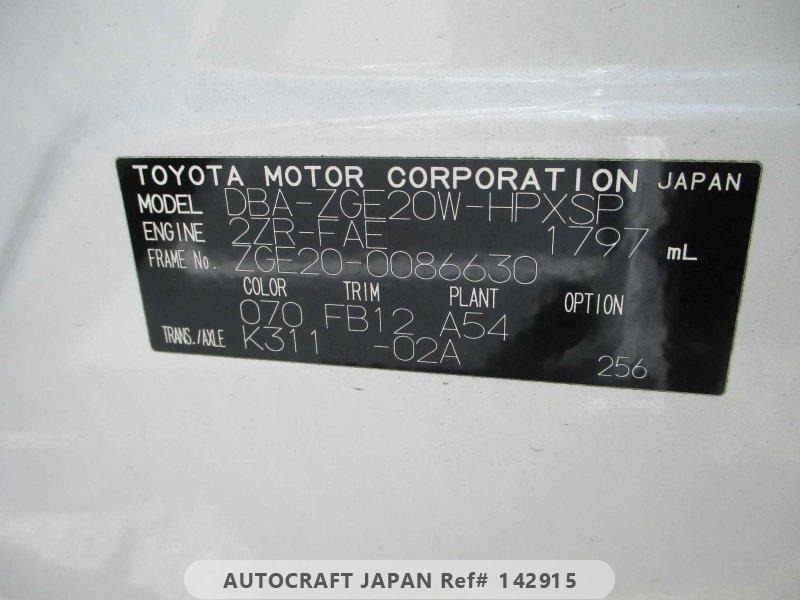 TOYOTA MOTOR CORPORATION JAPAN
MODEL DBA-ZGE20W-HPXSP
ENGINE 2ZR-FAE 1797 mL
FRAME No. ZGE20-0086630
COLOR TRIM PLANT OPTION
070 FB12 A54
TRANS./AXLE K311 -02A
256
AUTOCRAFT JAPAN Ref# 142915